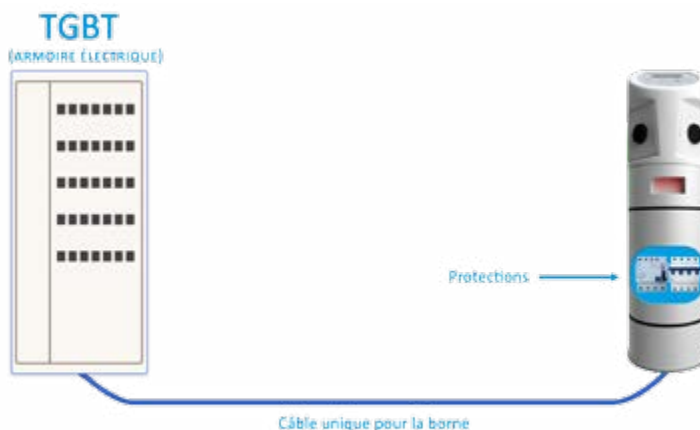 TGBT
(ARMOIRE ÉLECTRIQUE)
Protections
Câble unique pour la borne